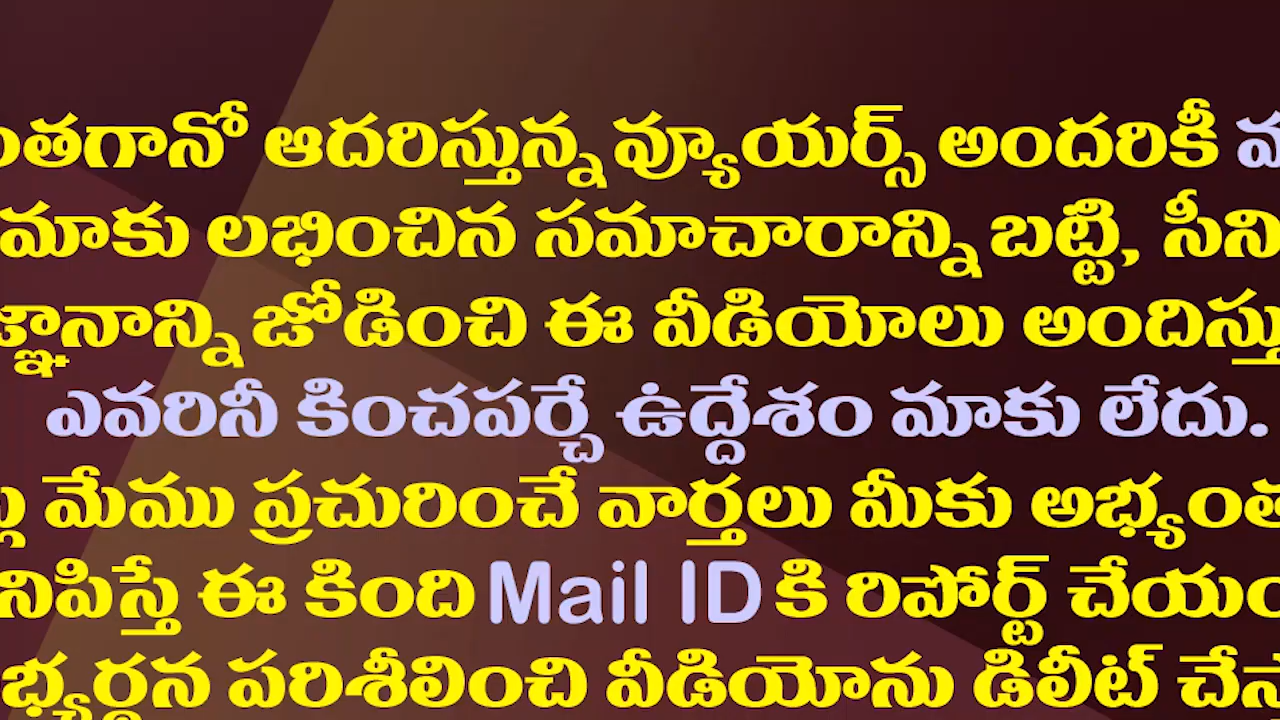 ంతగానో ఆదరిస్తున్న వ్యూయర్స్ అందరికీ
మాకు లభించిన సమాచారాన్ని బట్టి, సీని
జ్ఞానాన్ని జోడించి ఈ వీడియోలు అందిస్తు
ఎవరినీ కించపర్చే ఉద్దేశం మాకు లేదు.
మేము ప్రచురించే వార్తలు మీకు అభ్యంత
నిపిస్తే ఈ కింది Mail ID కి రిపోర్ట్ చేయం
భ్యర్థన పరిశీలించి వీడియోను డిలీట్ చేస